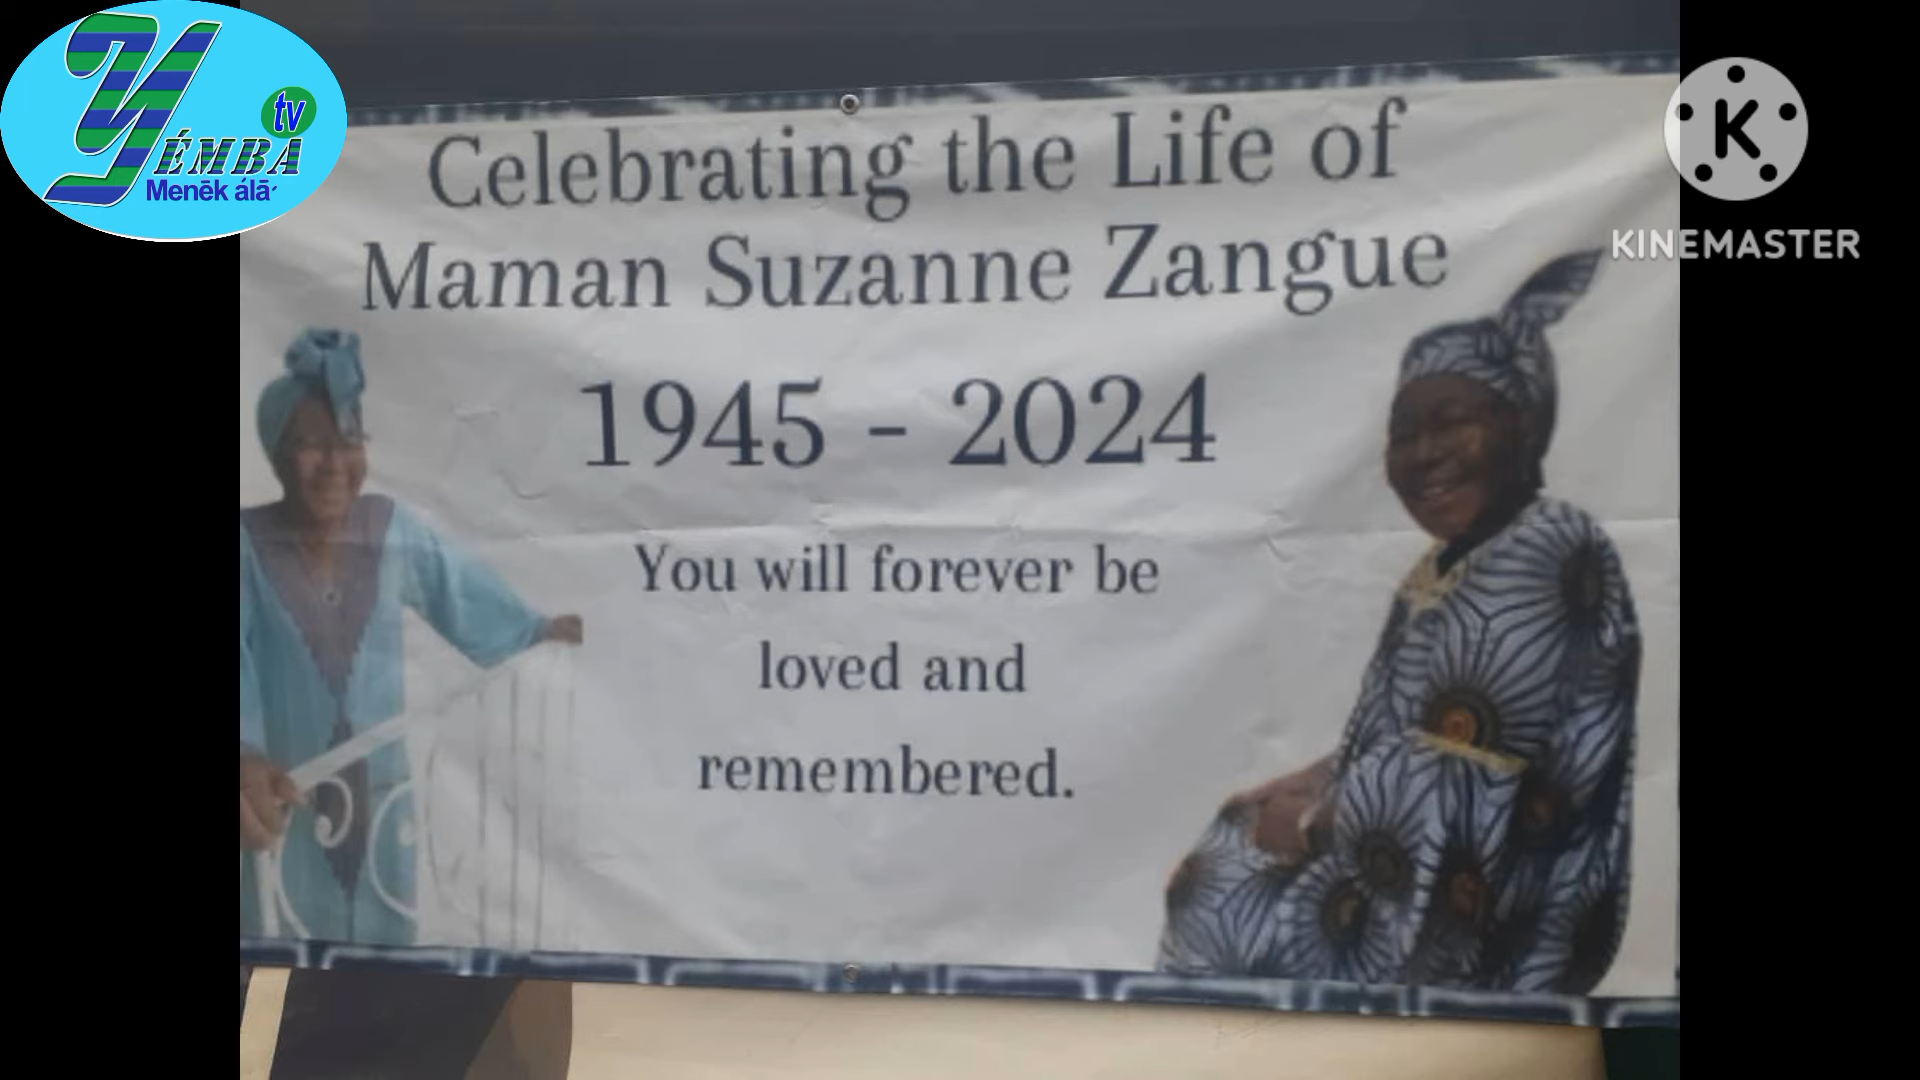 YÉMBA tv
Menēk álā
K
KINEMASTER
Celebrating the Life of
Maman Suzanne Zangue
1945 - 2024
You will forever be
loved and
remembered.